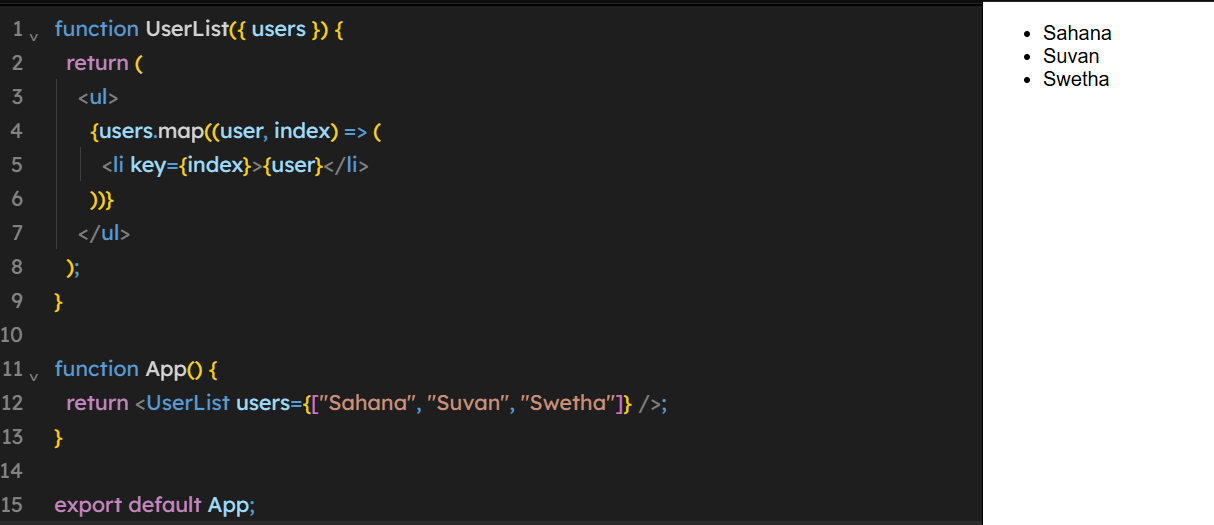 1 function UserList({ users }) {
2 return (
3 <ul>
4 {users.map((user, index) => (
5 <li key={index}>{user}</li>
6 ))}
7 </ul>
8 );
9 }
10
11 function App() {
12 return <UserList users={["Sahana", "Suvan", "Swetha"]} />;
13 }
14
15 export default App;
• Sahana
• Suvan
• Swetha